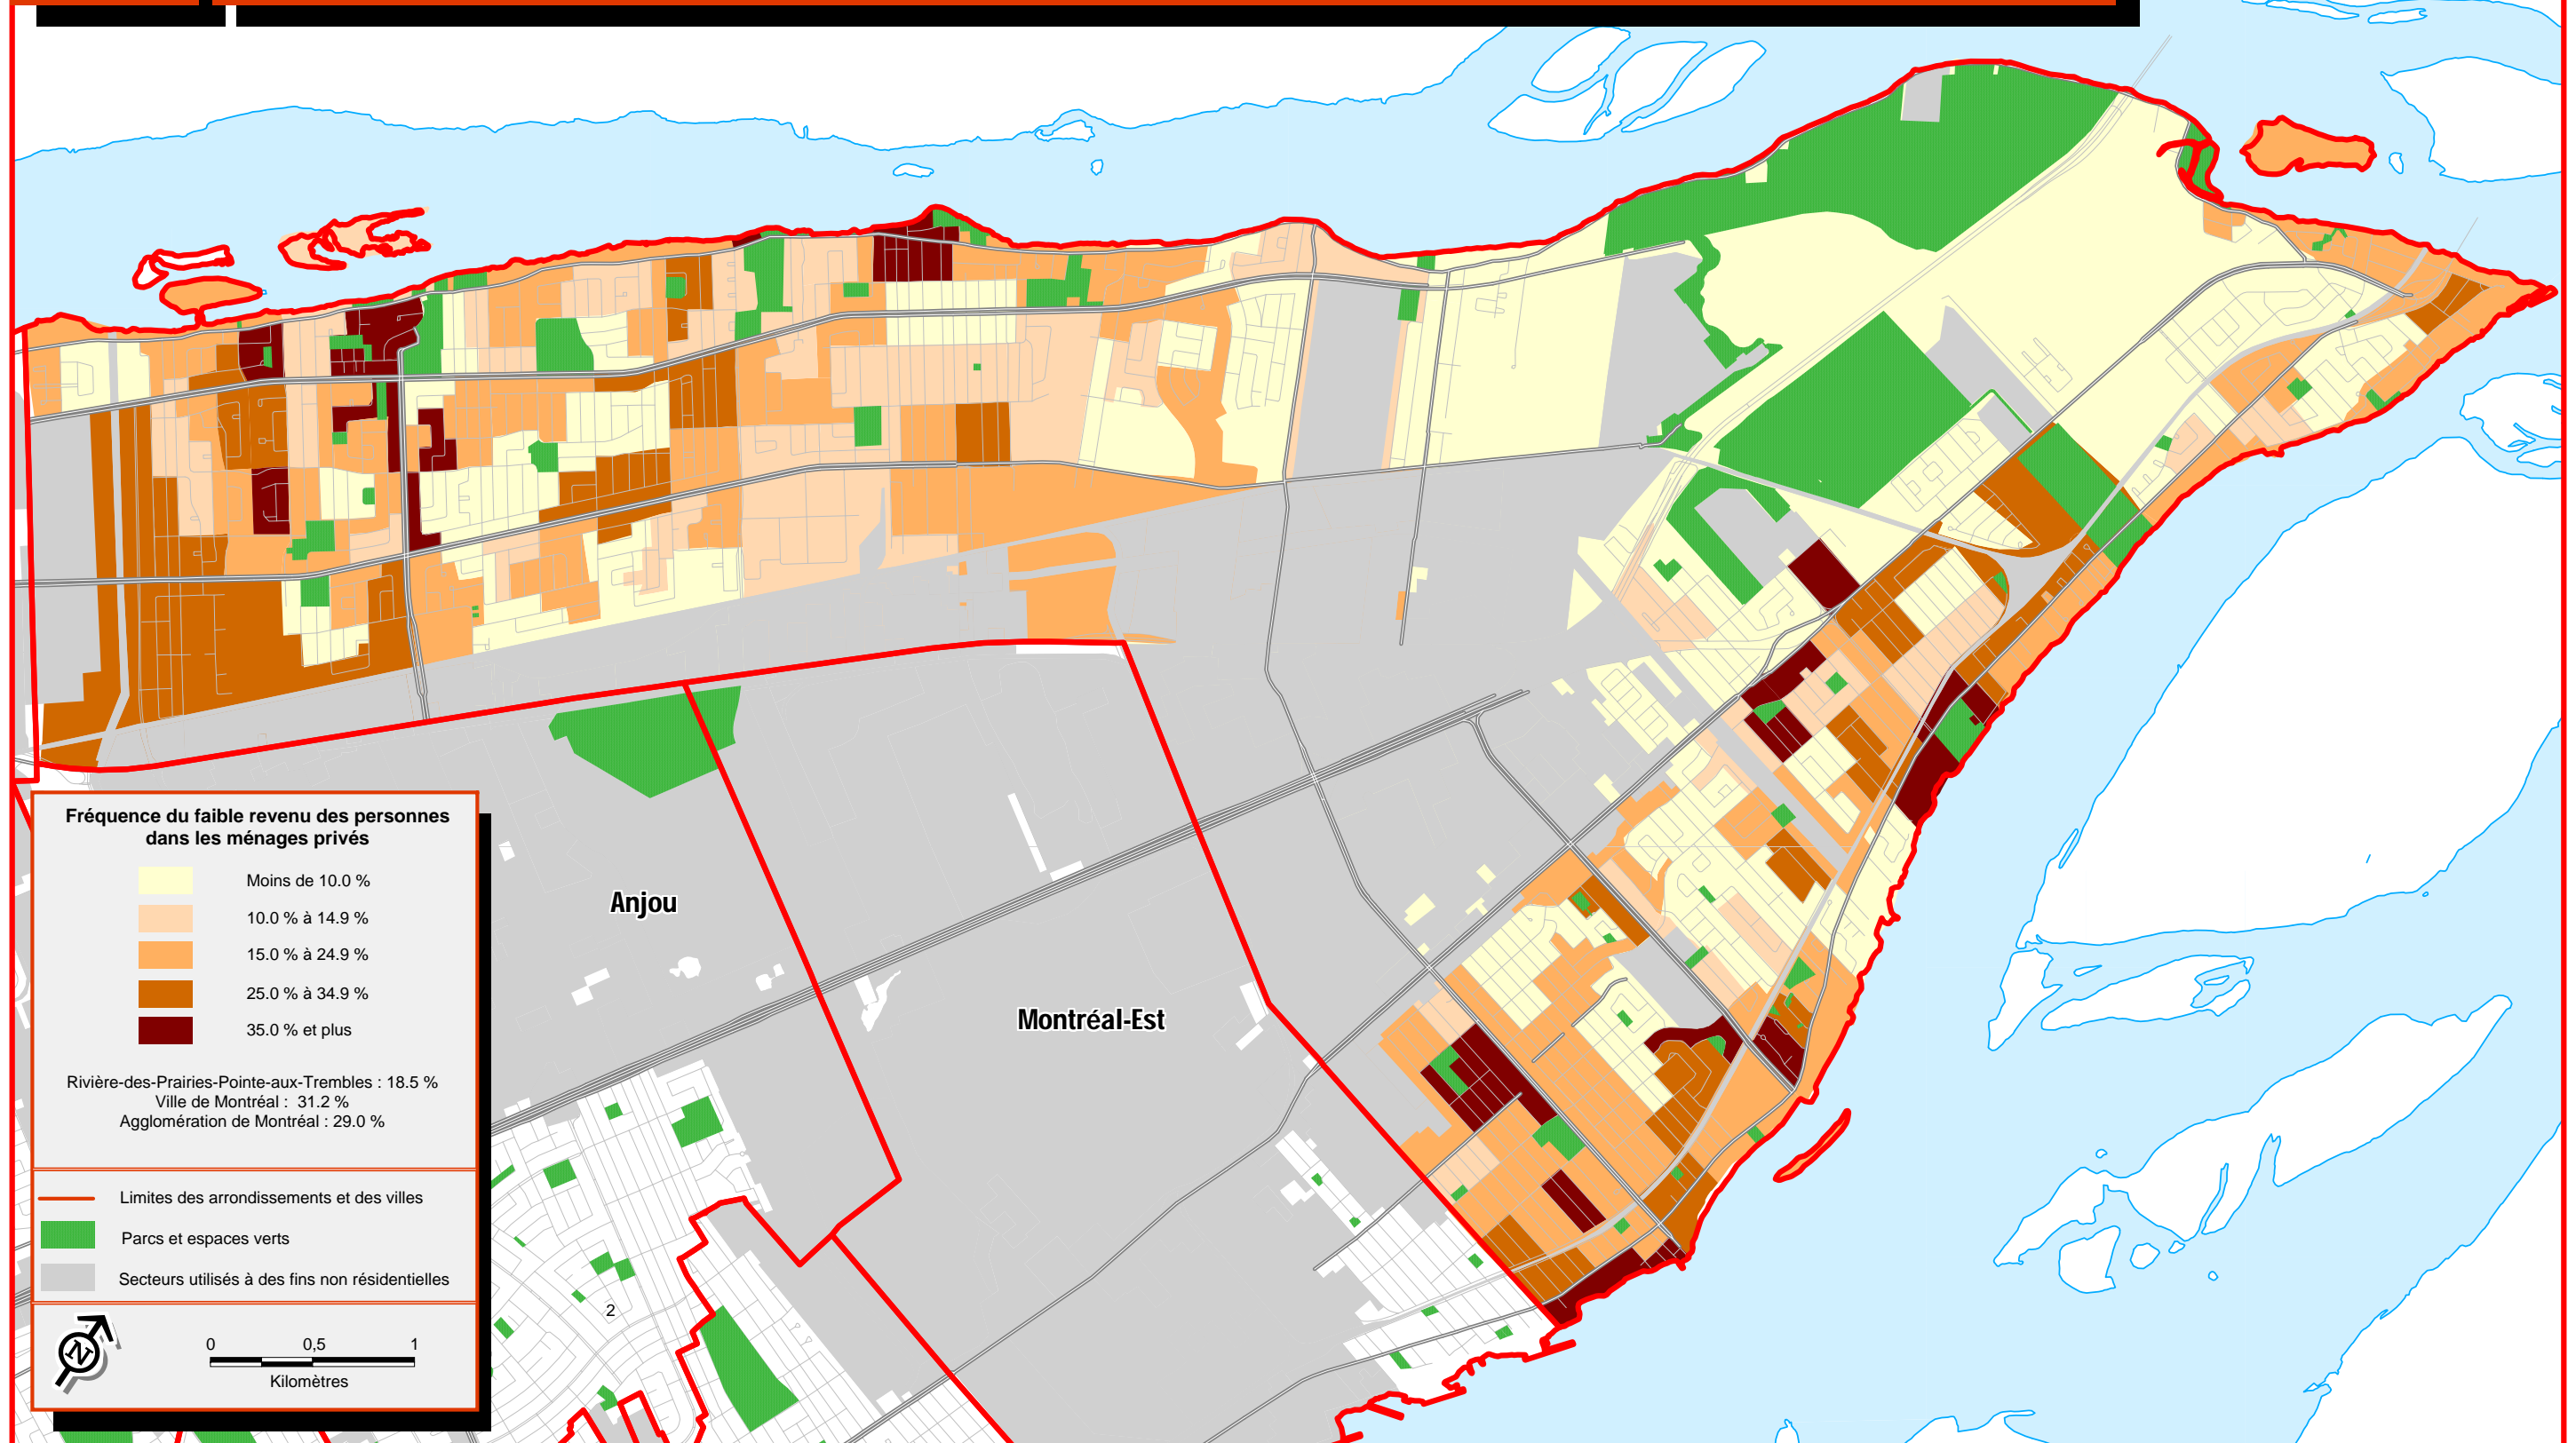 Anjou
Montréal-Est
Fréquence du faible revenu des personnes
dans les ménages privés
Moins de 10.0 %
10.0 % à 14.9 %
15.0 % à 24.9 %
25.0 % à 34.9 %
35.0 % et plus
Rivière-des-Prairies-Pointe-aux-Trembles : 18.5 %
Ville de Montréal : 31.2 %
Agglomération de Montréal : 29.0 %
Limites des arrondissements et des villes
Parcs et espaces verts
Secteurs utilisés à des fins non résidentielles
N
0 0,5 1
Kilomètres
2